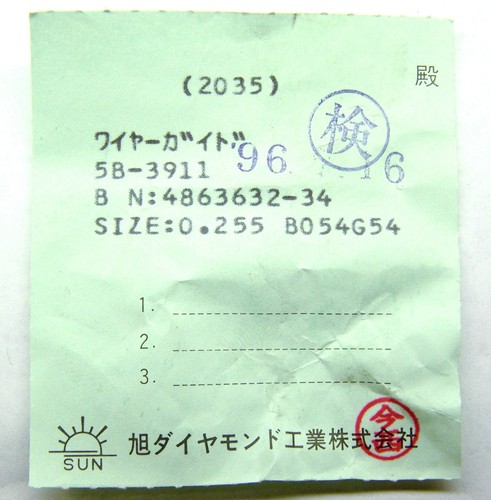 (2035)
殿
ワイヤーガイド
検
5B-3911
96 16
B N:4863632-34
SIZE:0.255 B054G54
1.
2.
3.
SUN
旭ダイヤモンド工業株式会社